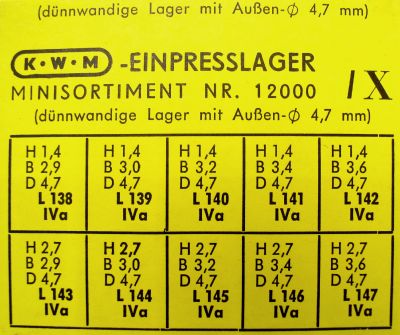 (dünnwandige Lager mit Außen-Ø 4,7 mm)
K·W·M -EINPRESSLAGER
MINISORTIMENT NR. 12000 IX
(dünnwandige Lager mit Außen-Ø 4,7 mm)
H 1,4
B 2,9
D 4,7
L 138
IVa
H 1,4
B 3,0
D 4,7
L 139
IVa
H 1,4
B 3,2
D 4,7
L 140
IVa
H 1,4
B 3,4
D 4,7
L 141
IVa
H 1,4
B 3,6
D 4,7
L 142
IVa
H 2,7
B 2,9
D 4,7
L 143
IVa
H 2,7
B 3,0
D 4,7
L 144
IVa
H 2,7
B 3,2
D 4,7
L 145
IVa
H 2,7
B 3,4
D 4,7
L 146
IVa
H 2,7
B 3,6
D 4,7
L 147
IVa